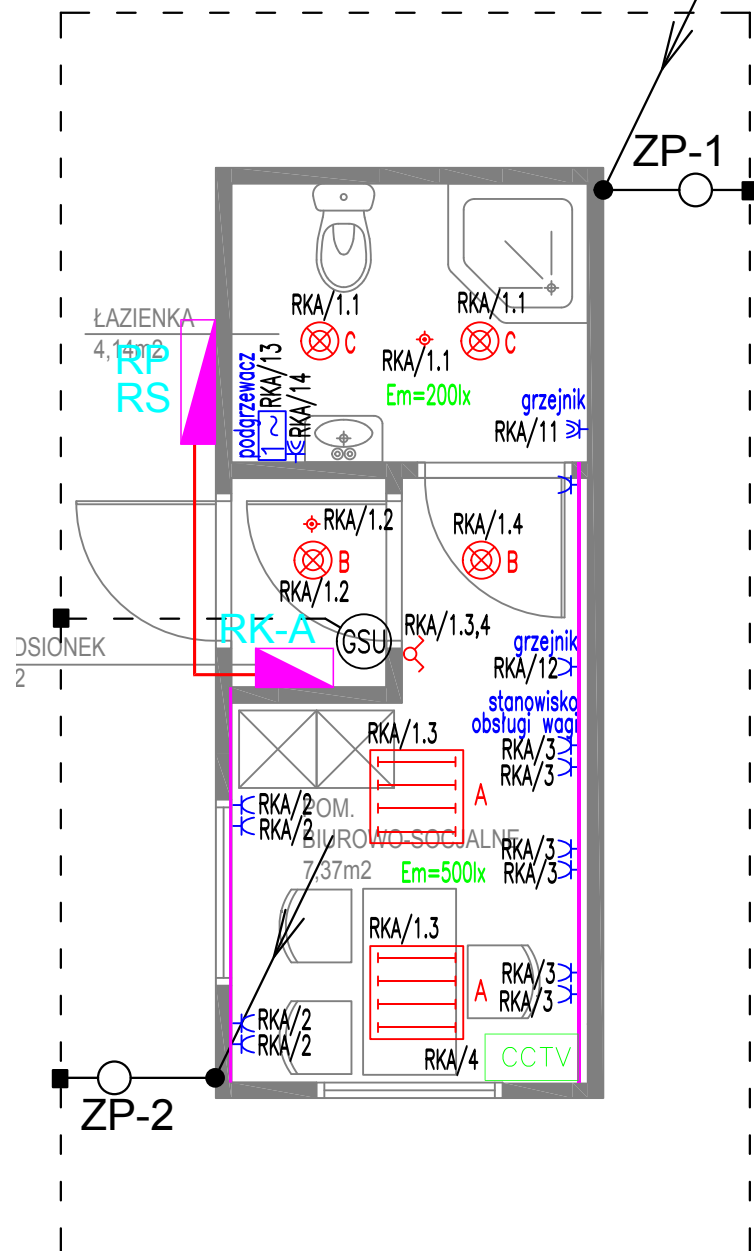 ZP-1
RKA/1.1
RKA/1.1
ŁAZIENKA
4,14m2
C
C
RP
RS
RKA/1.1
podgrzewacz
RKA/13
RKA/14
1~
Em=200lx
grzejnik
RKA/11
RKA/1.2
RKA/1.4
B
B
RKA/1.2
RK-A
GSU
RKA/1.3,4
OSIONEK
2
grzejnik
RKA/12
stanowisko
obsługi wagi
RKA/1.3
RKA/3
RKA/3
A
RKA/2
RKA/2
POM.
BIUROWO-SOCJALNE
7,37m2
Em=500lx
RKA/3
RKA/3
RKA/1.3
RKA/3
RKA/3
A
RKA/2
RKA/2
RKA/4
CCTV
ZP-2